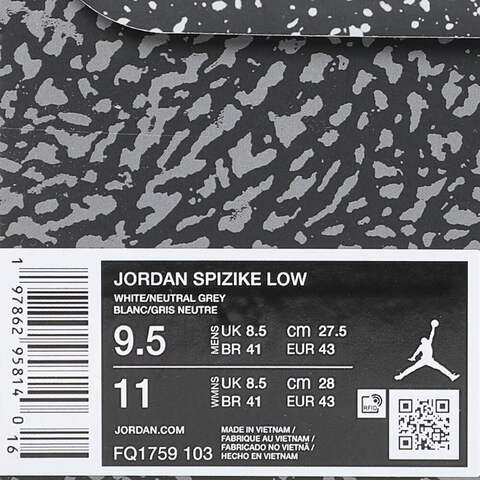 JORDAN SPIZIKE LOW
WHITE/NEUTRAL GREY
BLANC/GRIS NEUTRE
9.5 MENS UK 8.5 CM 27.5
BR 41 EUR 43
11 WMNS UK 8.5 CM 28
BR 41 EUR 43
RFID
JORDAN.COM
FQ1759 103
MADE IN VIETNAM /
FABRIQUE AU VIETNAM /
FABRICADO NO VIETNÃ /
HECHO EN VIETNAM
1 97862 95814 0 16